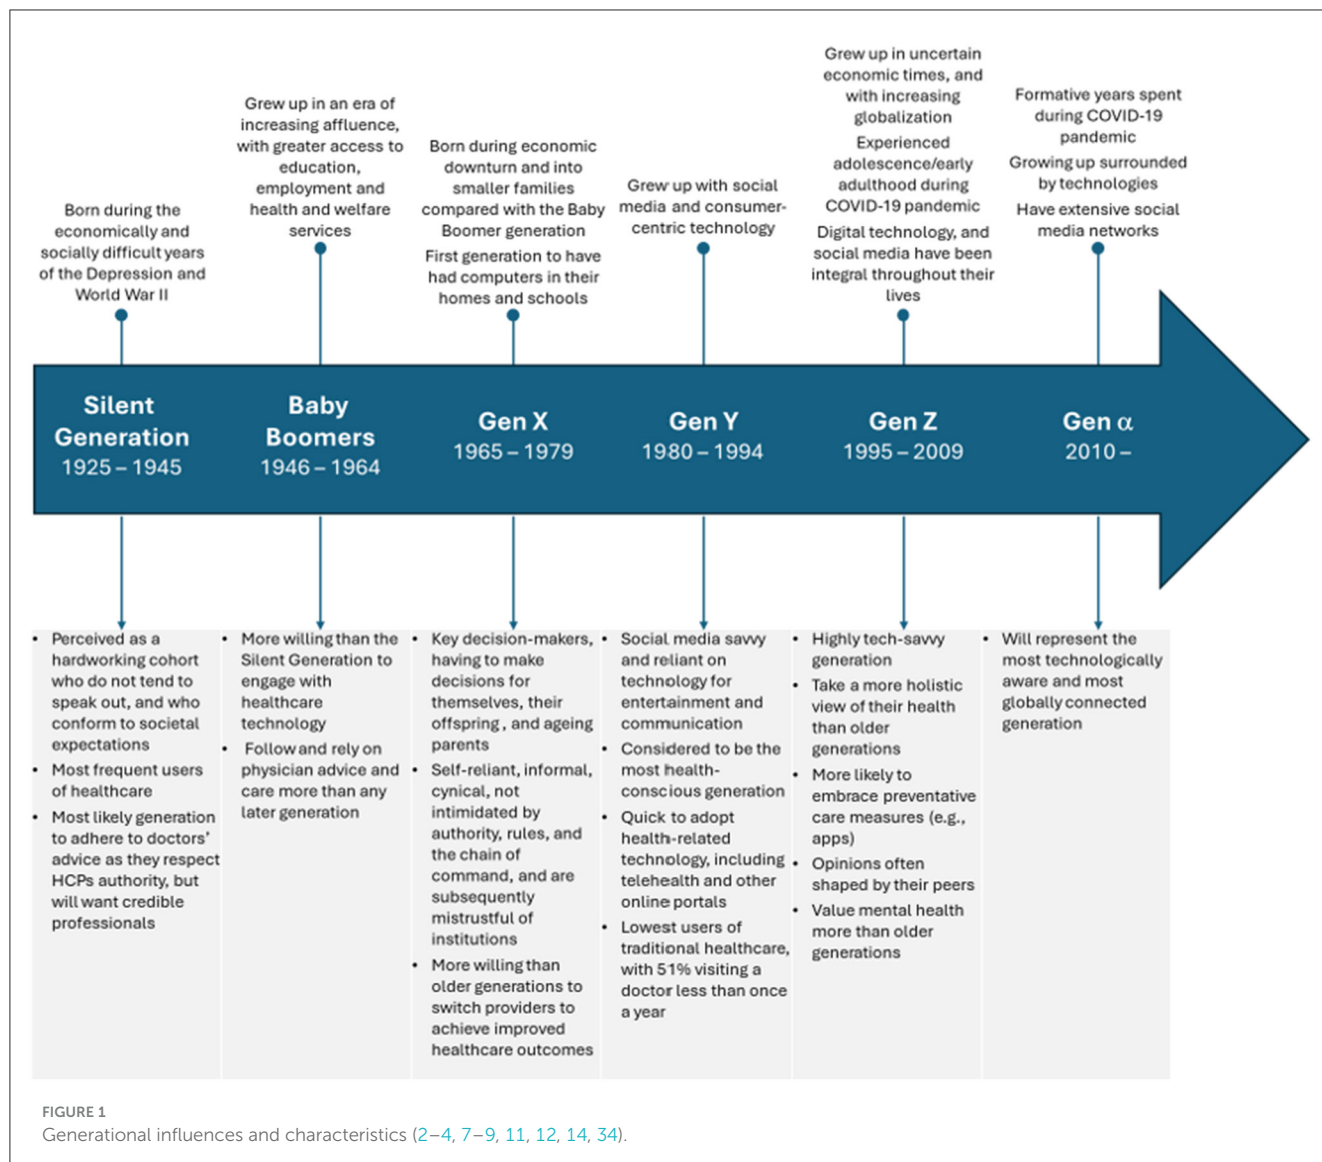 Born during the
economically and
socially difficult years
of the Depression and
World War II
Grew up in an era of
increasing affluence,
with greater access to
education,
employment and
health and welfare
services
Born during economic
downturn and into
smaller families
compared with the Baby
Boomer generation
First generation to have
had computers in their
homes and schools
Grew up with social
media and consumer-
centric technology
Grew up in uncertain
economic times, and
with increasing
globalization
Experienced
adolescence/early
adulthood during
COVID-19 pandemic
Digital technology, and
social media have been
integral throughout their
lives
Formative years spent
during COVID-19
pandemic
Growing up surrounded
by technologies
Have extensive social
media networks
Silent
Generation
1925 – 1945
Baby
Boomers
1946 – 1964
Gen X
1965 – 1979
Gen Y
1980 – 1994
Gen Z
1995 – 2009
Gen α
2010 –
• Perceived as a
hardworking cohort
who do not tend to
speak out, and who
conform to societal
expectations
• Most frequent users
of healthcare
• Most likely generation
to adhere to doctors’
advice as they respect
HCPs authority, but
will want credible
professionals
• More willing than the
Silent Generation to
engage with
healthcare
technology
• Follow and rely on
physician advice and
care more than any
later generation
• Key decision-makers,
having to make
decisions for
themselves, their
offspring , and ageing
parents
• Self-reliant, informal,
cynical, not
intimidated by
authority, rules, and
the chain of
command, and are
subsequently
mistrustful of
institutions
• More willing than
older generations to
switch providers to
achieve improved
healthcare outcomes
• Social media savvy
and reliant on
technology for
entertainment and
communication
• Considered to be the
most health-
conscious generation
• Quick to adopt
health-related
technology, including
telehealth and other
online portals
• Lowest users of
traditional healthcare,
with 51% visiting a
doctor less than once
a year
• Highly tech-savvy
generation
• Take a more holistic
view of their health
than older
generations
• More likely to
embrace preventative
care measures (e.g.,
apps)
• Opinions often
shaped by their peers
• Value mental health
more than older
generations
• Will represent the
most technologically
aware and most
globally connected
generation
FIGURE 1
Generational influences and characteristics (2–4, 7–9, 11, 12, 14, 34).